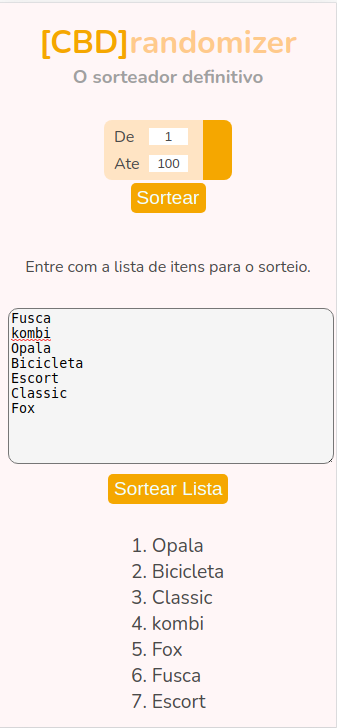 [CBD]randomizer
O sorteador definitivo
De 1
Ate 100
Sortear
Entre com a lista de itens para o sorteio.
Fusca
kombi
Opala
Bicicleta
Escort
Classic
Fox
Sortear Lista
1. Opala
2. Bicicleta
3. Classic
4. kombi
5. Fox
6. Fusca
7. Escort